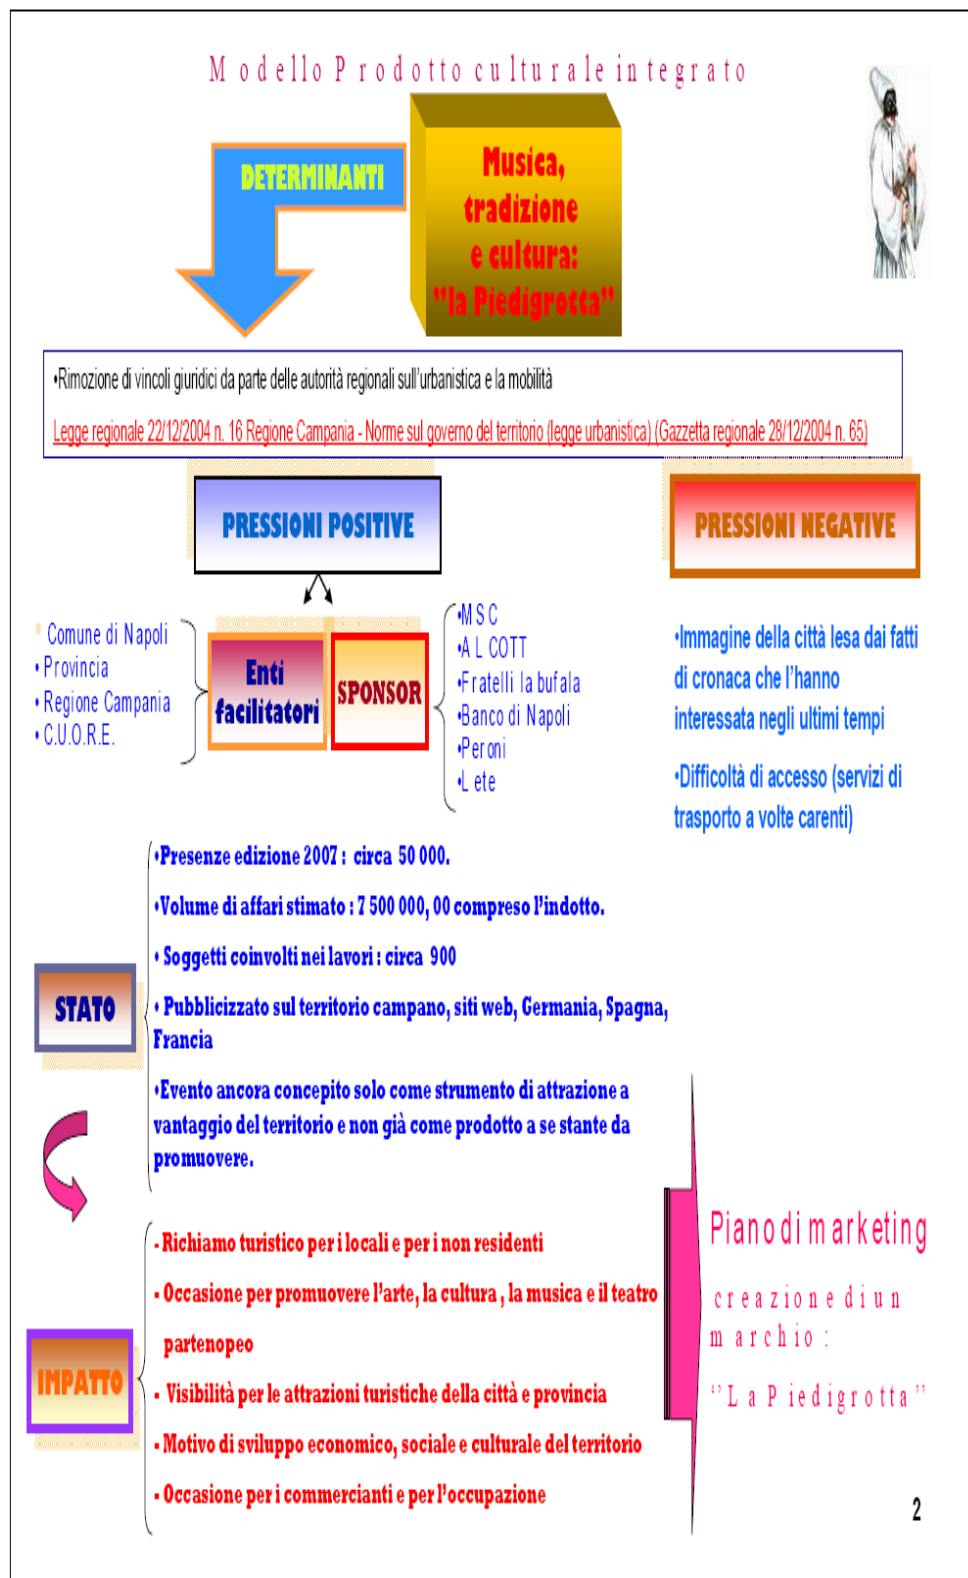 Modello Prodotto culturale integrato
DETERMINANTI
Musica,
tradizione
e cultura:
”la Piedigrotta”
•Rimozione di vincoli giuridici da parte delle autorità regionali sull’urbanistica e la mobilità
Legge regionale 22/12/2004 n. 16 Regione Campania - Norme sul governo del territorio (legge urbanistica) (Gazzetta regionale 28/12/2004 n. 65)
PRESSIONI POSITIVE
PRESSIONI NEGATIVE
• Comune di Napoli
• Provincia
• Regione Campania
• C.U.O.R.E.
Enti
facilitatori
SPONSOR
•MSC
•ALCOTT
•Fratelli la bufala
•Banco di Napoli
•Peroni
•Lete
•Immagine della città lesa dai fatti
di cronaca che l’hanno
interessata negli ultimi tempi
•Difficoltà di accesso (servizi di
trasporto a volte carenti)
STATO
•Presenze edizione 2007 : circa 50 000.
•Volume di affari stimato : 7 500 000, 00 compreso l’indotto.
• Soggetti coinvolti nei lavori : circa 900
• Pubblicizzato sul territorio campano, siti web, Germania, Spagna,
Francia
•Evento ancora concepito solo come strumento di attrazione a
vantaggio del territorio e non già come prodotto a se stante da
promuovere.
IMPATTO
- Richiamo turistico per i locali e per i non residenti
- Occasione per promuovere l’arte, la cultura , la musica e il teatro
partenopeo
- Visibilità per le attrazioni turistiche della città e provincia
- Motivo di sviluppo economico, sociale e culturale del territorio
- Occasione per i commercianti e per l’occupazione
Piano di marketing
creazione di un
marchio :
‘’La Piedigrotta’’
2